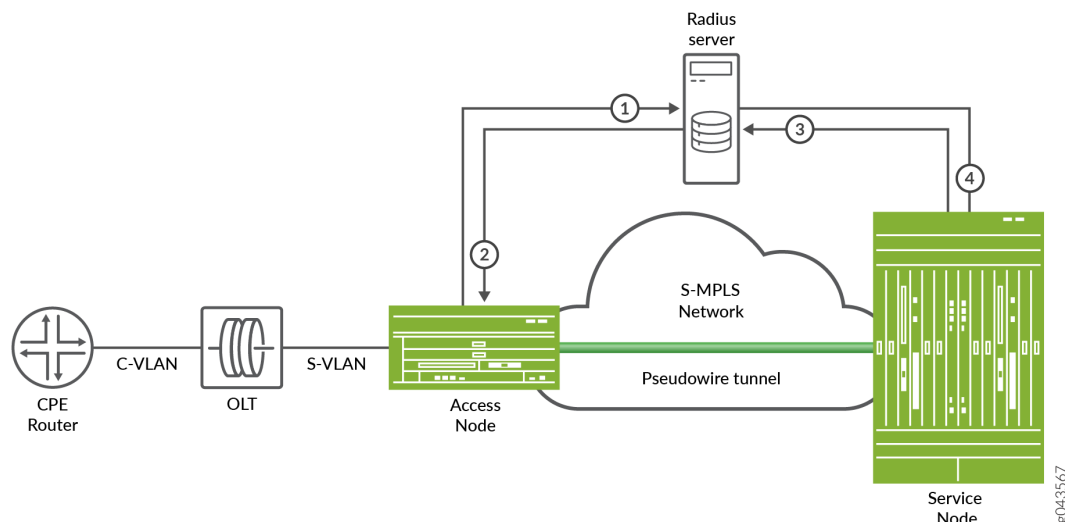 Radius
server
1
3
4
2
S-MPLS
Network
C-VLAN
S-VLAN
Pseudowire tunnel
CPE
Router
OLT
Access
Node
Service
Node
g043567